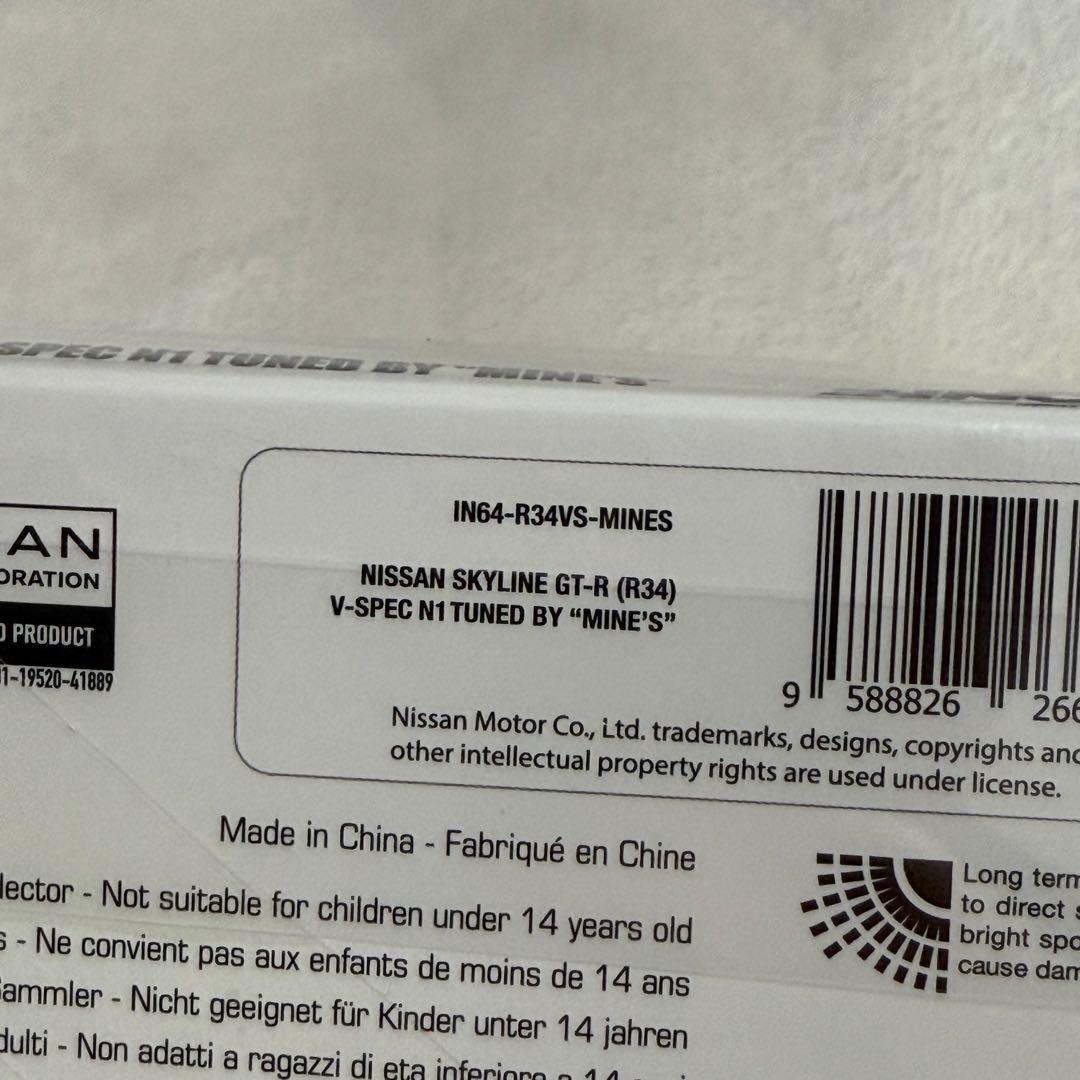 SPEC N1 TUNED BY "MINE'S"
AN
ORATION
D PRODUCT
1-19520-41889
IN64-R34VS-MINES
NISSAN SKYLINE GT-R (R34)
V-SPEC N1 TUNED BY “MINE’S”
9 588826 266
Nissan Motor Co., Ltd. trademarks, designs, copyrights and
other intellectual property rights are used under license.
Made in China - Fabriqué en Chine
lector - Not suitable for children under 14 years old
s - Ne convient pas aux enfants de moins de 14 ans
Sammler - Nicht geeignet für Kinder unter 14 jahren
dulti - Non adatti a ragazzi di eta inferiore a 14
Long term
to direct s
bright spo
cause dam